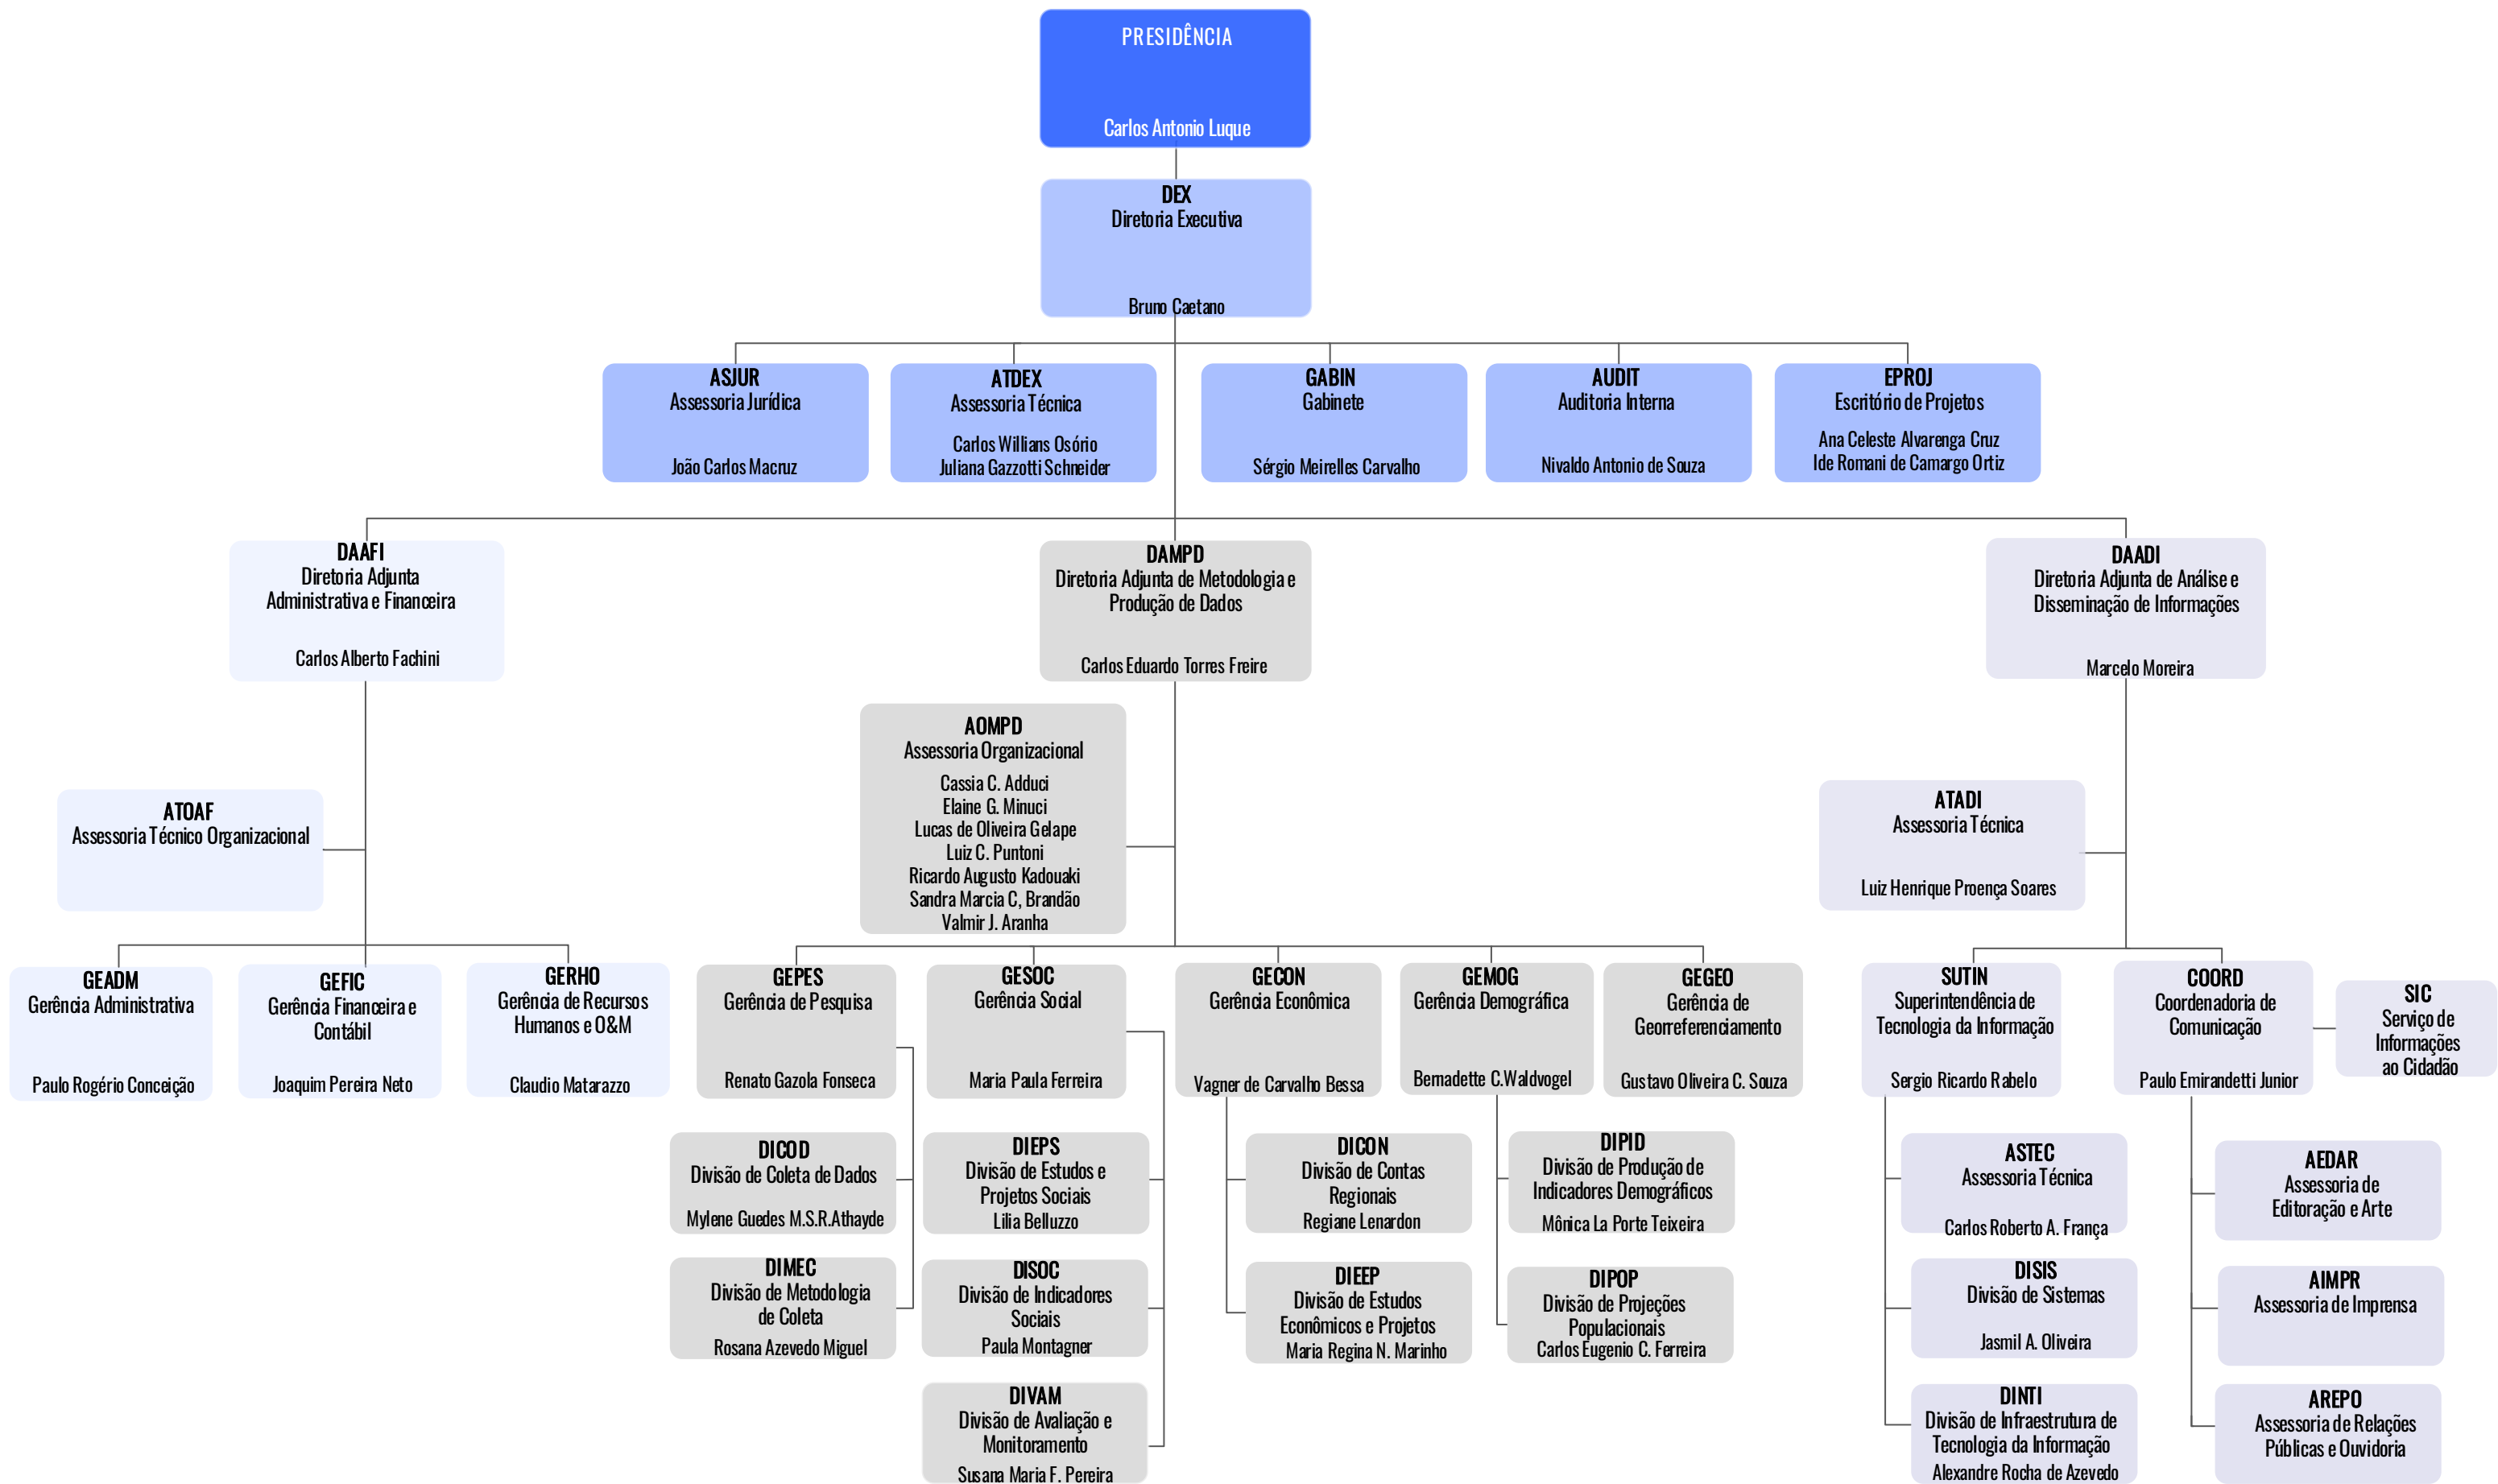 PRESIDÊNCIA
Carlos Antonio Luque
DEX
Diretoria Executiva
Bruno Caetano
ASJUR
Assessoria Jurídica
João Carlos Macruz
ATDEX
Assessoria Técnica
Carlos Willians Osório
Juliana Gazzotti Schneider
GABIN
Gabinete
Sérgio Meirelles Carvalho
AUDIT
Auditoria Interna
Nivaldo Antonio de Souza
EPROJ
Escritório de Projetos
Ana Celeste Alvarenga Cruz
Ide Romani de Camargo Ortiz
DAAFI
Diretoria Adjunta
Administrativa e Financeira
Carlos Alberto Fachini
DAMPD
Diretoria Adjunta de Metodologia e
Produção de Dados
Carlos Eduardo Torres Freire
DAADI
Diretoria Adjunta de Análise e
Disseminação de Informações
Marcelo Moreira
ATOAF
Assessoria Técnico Organizacional
AOMPD
Assessoria Organizacional
Cassia C. Adduci
Elaine G. Minuci
Lucas de Oliveira Gelape
Luiz C. Puntoni
Ricardo Augusto Kadouaki
Sandra Marcia C, Brandão
Valmir J. Aranha
ATADI
Assessoria Técnica
Luiz Henrique Proença Soares
GEADM
Gerência Administrativa
Paulo Rogério Conceição
GEFIC
Gerência Financeira e
Contábil
Joaquim Pereira Neto
GERHO
Gerência de Recursos
Humanos e O&M
Claudio Matarazzo
GEPES
Gerência de Pesquisa
Renato Gazola Fonseca
GESOC
Gerência Social
Maria Paula Ferreira
GECON
Gerência Econômica
Vagner de Carvalho Bessa
GEMOG
Gerência Demográfica
Bernadette C.Waldvogel
GEGEO
Gerência de
Georreferenciamento
Gustavo Oliveira C. Souza
SUTIN
Superintendência de
Tecnologia da Informação
Sergio Ricardo Rabelo
COORD
Coordenadoria de
Comunicação
Paulo Emirandetti Junior
SIC
Serviço de
Informações
ao Cidadão
DICOD
Divisão de Coleta de Dados
Mylene Guedes M.S.R.Athayde
DIEPS
Divisão de Estudos e
Projetos Sociais
Lilia Belluzzo
DICON
Divisão de Contas
Regionais
Regiane Lenardon
DIPID
Divisão de Produção de
Indicadores Demográficos
Mônica La Porte Teixeira
ASTEC
Assessoria Técnica
Carlos Roberto A. França
AEDAR
Assessoria de
Editoração e Arte
DIMEC
Divisão de Metodologia
de Coleta
Rosana Azevedo Miguel
DISOC
Divisão de Indicadores
Sociais
Paula Montagner
DIEEP
Divisão de Estudos
Econômicos e Projetos
Maria Regina N. Marinho
DIPOP
Divisão de Projeções
Populacionais
Carlos Eugenio C. Ferreira
DISIS
Divisão de Sistemas
Jasmil A. Oliveira
AIMPR
Assessoria de Imprensa
DIVAM
Divisão de Avaliação e
Monitoramento
Susana Maria F. Pereira
DINTI
Divisão de Infraestrutura de
Tecnologia da Informação
Alexandre Rocha de Azevedo
AREPO
Assessoria de Relações
Públicas e Ouvidoria